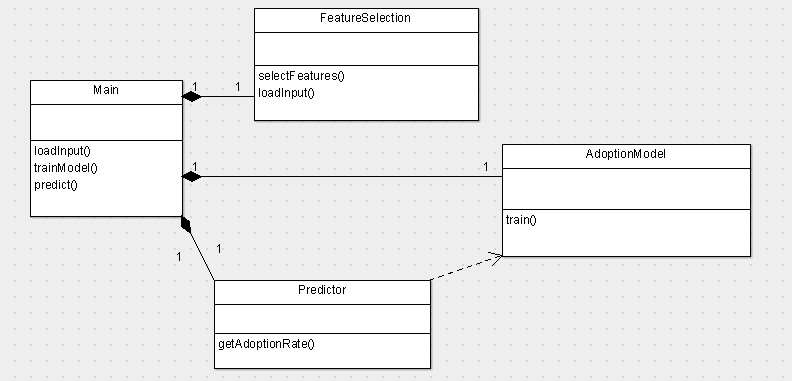 FeatureSelection
selectFeatures()
loadInput()
1
1
Main
loadInput()
trainModel()
predict()
1
1
AdoptionModel
train()
1
1
Predictor
getAdoptionRate()